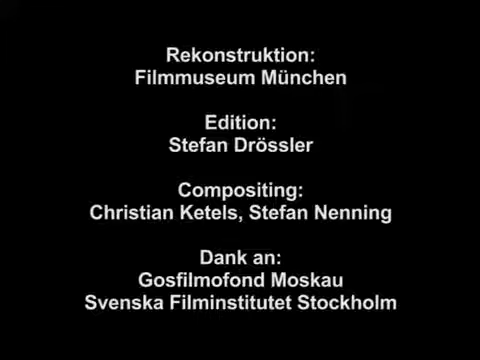 Rekonstruktion:
Filmmuseum München
Edition:
Stefan Drössler
Compositing:
Christian Ketels, Stefan Nenning
Dank an:
Gosfilmofond Moskau
Svenska Filminstitutet Stockholm